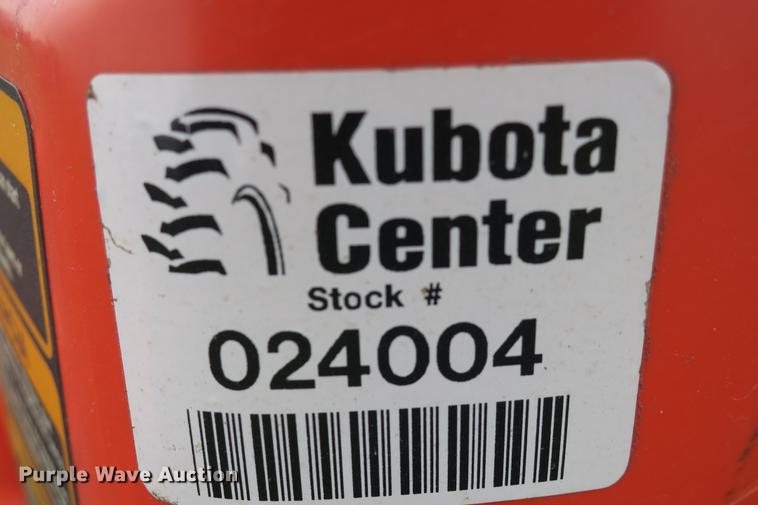 Kubota
Center
Stock #
024004
Purple Wave Auction